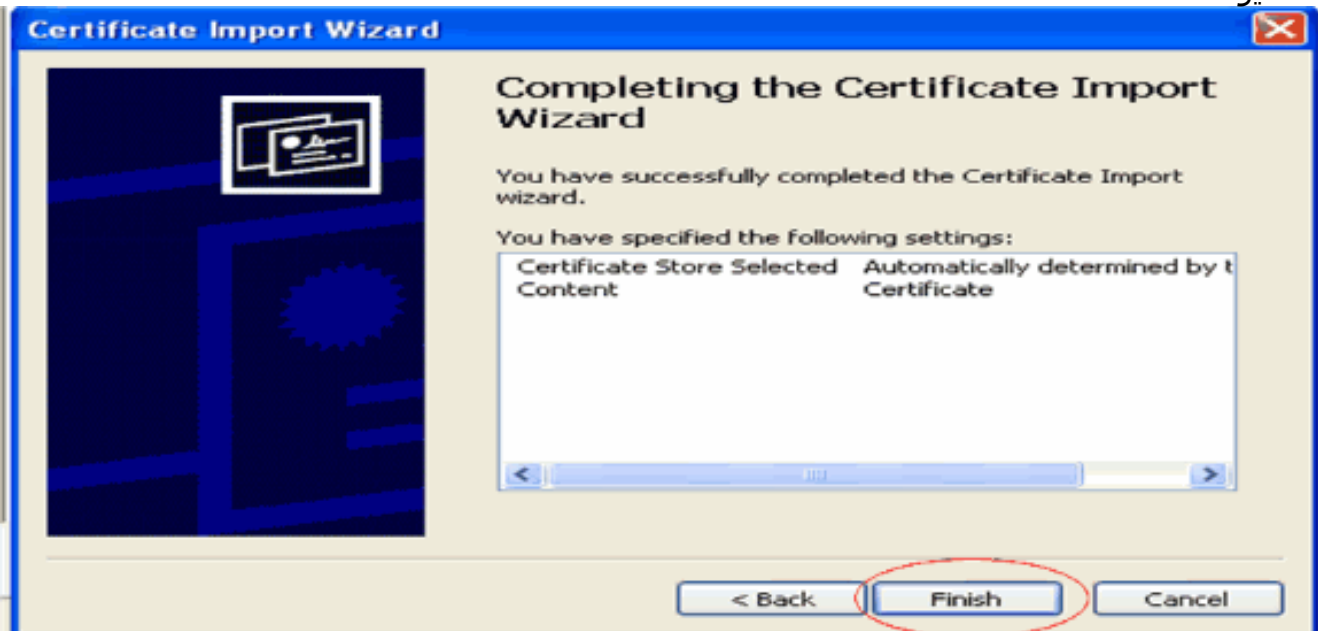 Certificate Import Wizard
Completing the Certificate Import
Wizard
You have successfully completed the Certificate Import
wizard.
You have specified the following settings:
Certificate Store Selected Automatically determined by t
Content Certificate
< Back Finish Cancel